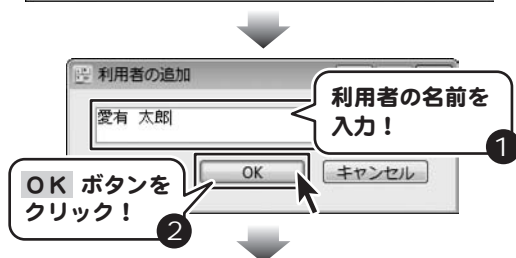 利用者の追加
愛有 太郎
利用者の名前を
入力！
1
OK
キャンセル
ＯＫ ボタンを
クリック！
2